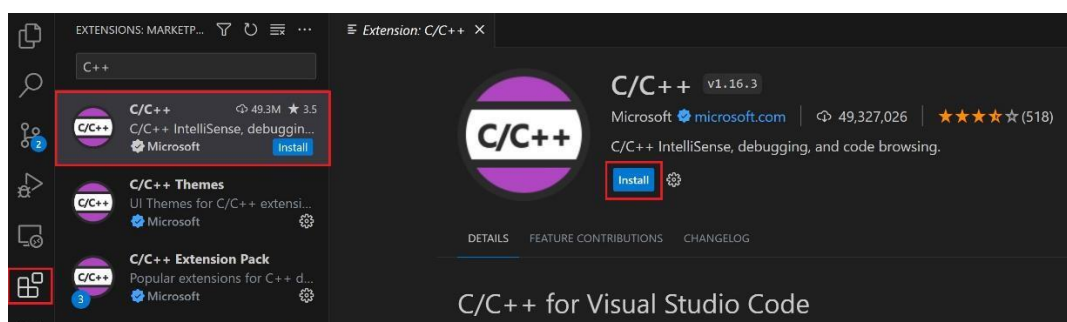 EXTENSIONS: MARKETP...
C++
C/C++
C/C++ 49.3M ★ 3.5
C/C++ IntelliSense, debuggin...
Microsoft Install
C/C++
C/C++ Themes
UI Themes for C/C++ extensi...
Microsoft
C/C++
C/C++ Extension Pack
Popular extensions for C++ d...
Microsoft
3
2
Extension: C/C++
C/C++
C/C++ v1.16.3
Microsoft microsoft.com | 49,327,026 | ★★★★☆(518)
C/C++ IntelliSense, debugging, and code browsing.
Install
DETAILS FEATURE CONTRIBUTIONS CHANGELOG
C/C++ for Visual Studio Code